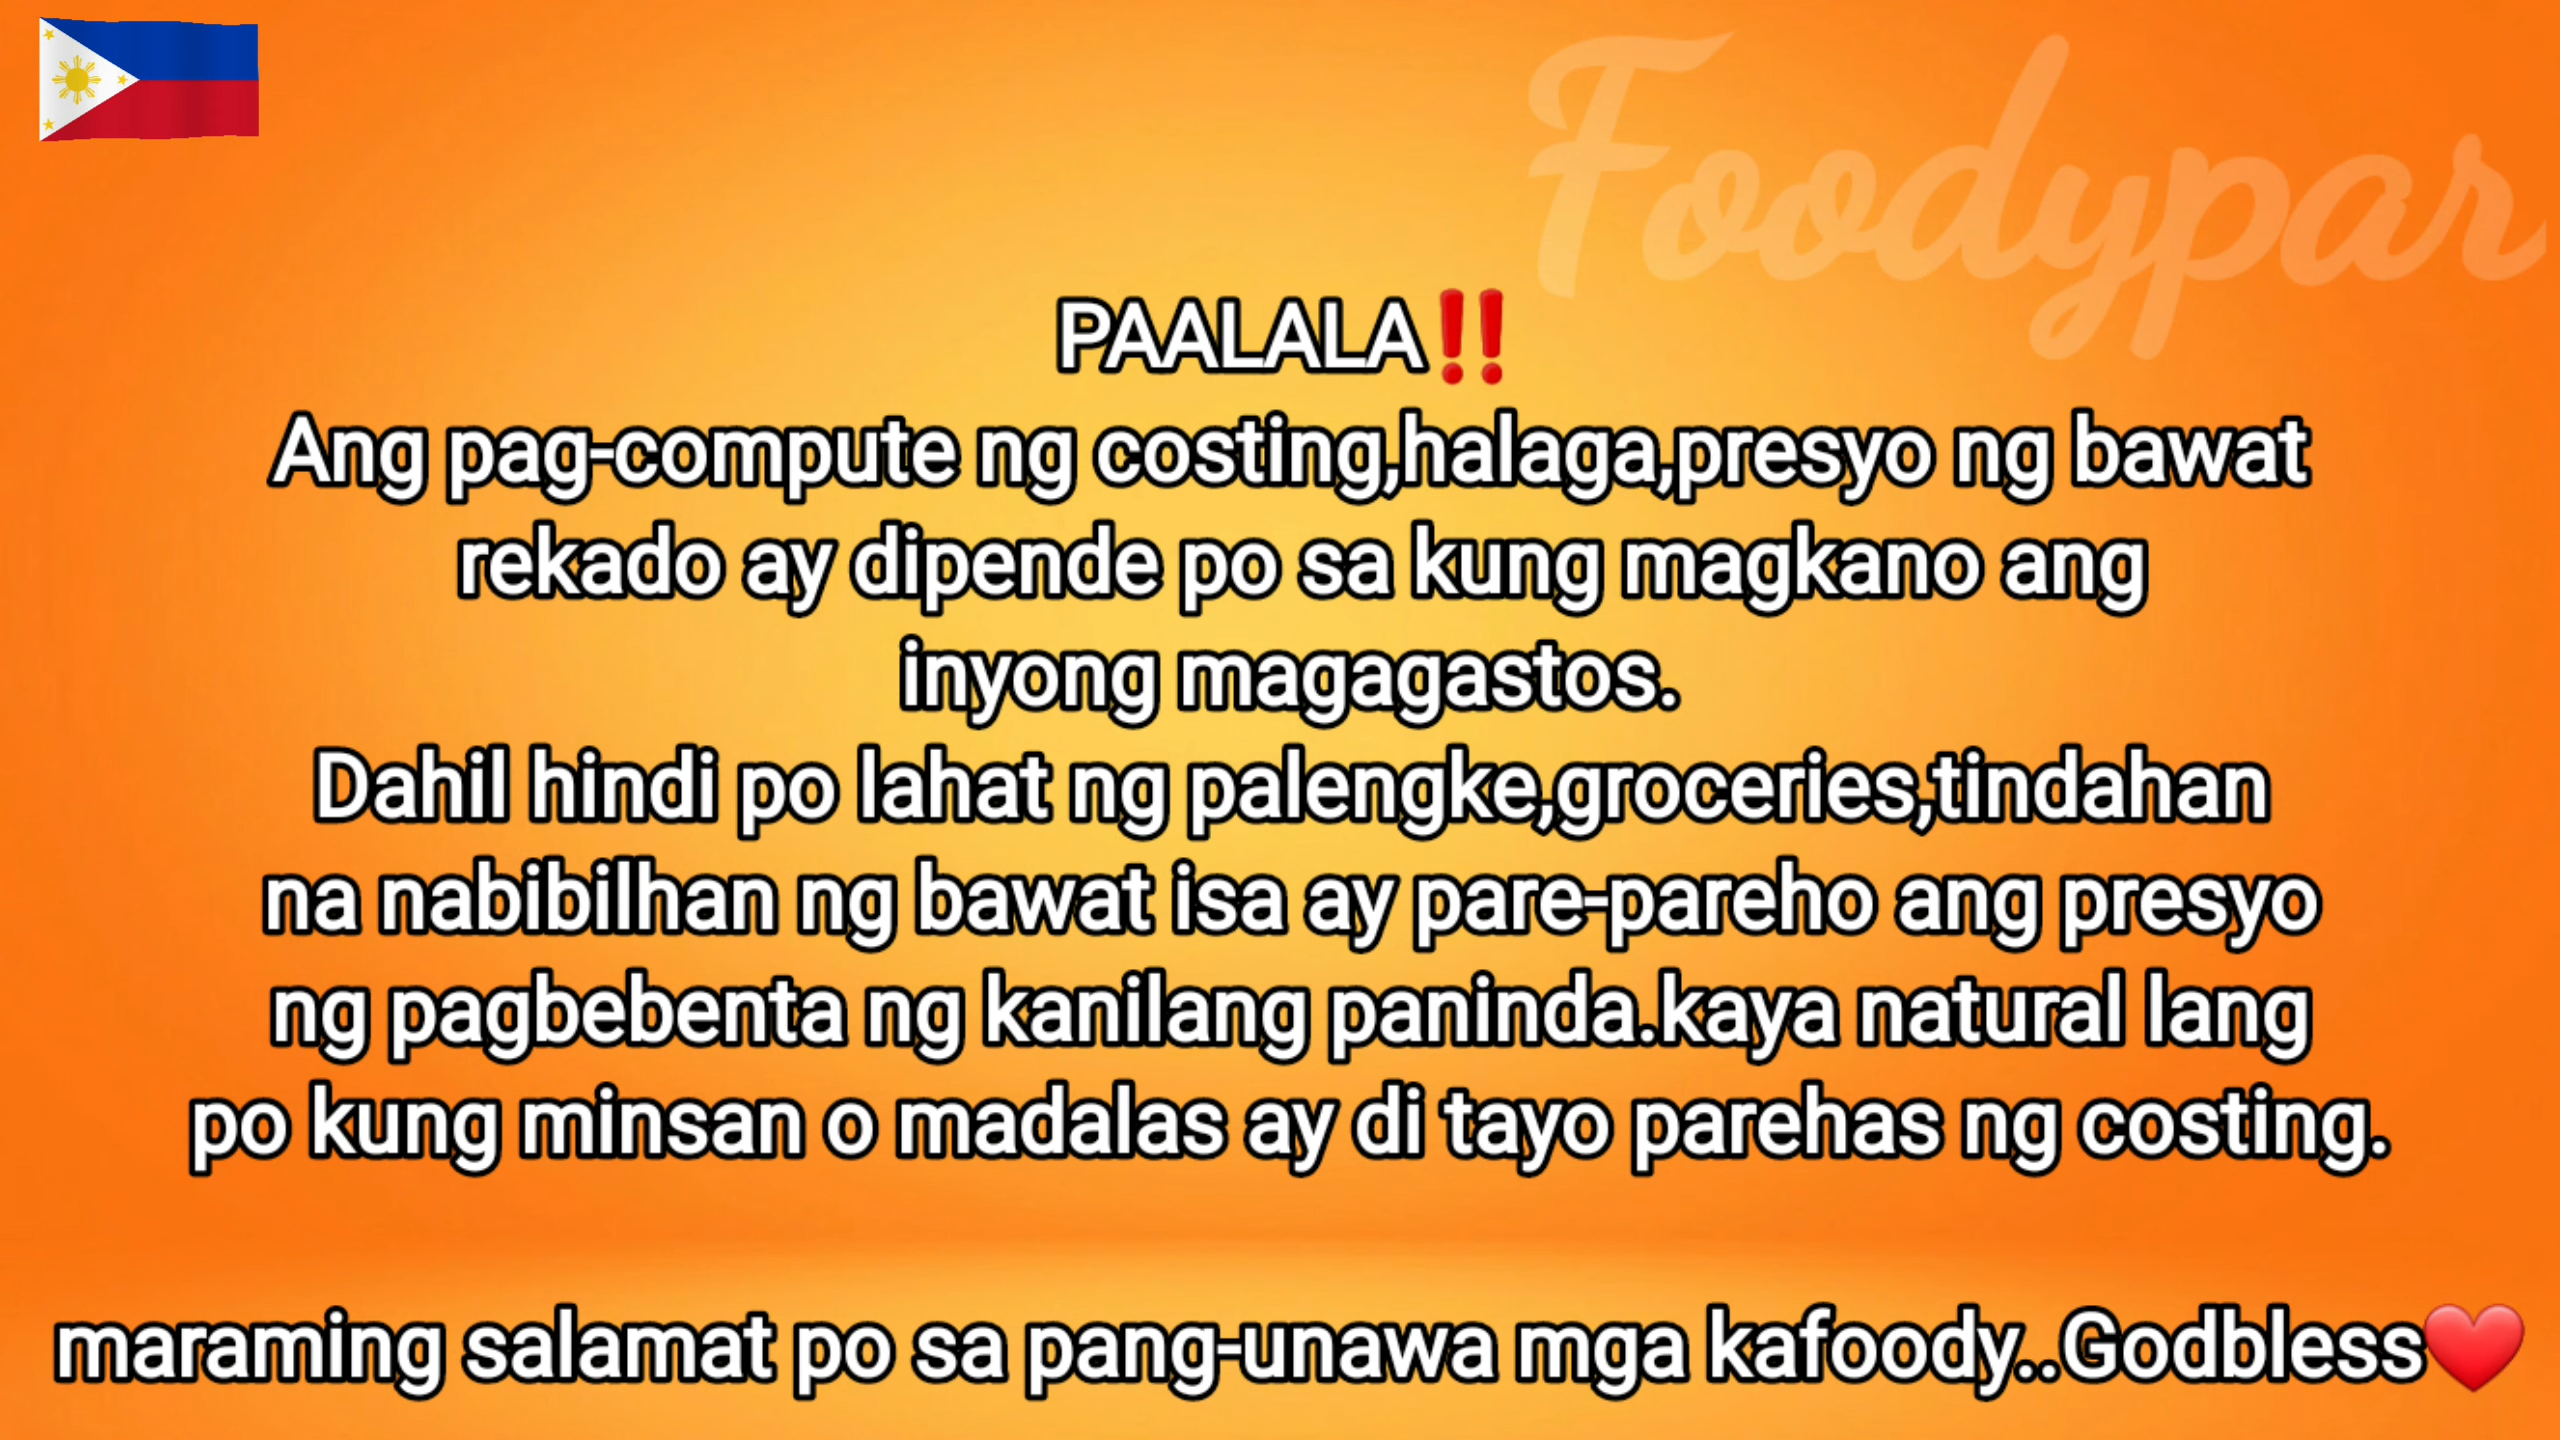 Foodypar
PAALALA‼️
Ang pag-compute ng costing,halaga,presyo ng bawat
rekado ay dipende po sa kung magkano ang
inyong magagastos.
Dahil hindi po lahat ng palengke,groceries,tindahan
na nabibilhan ng bawat isa ay pare-pareho ang presyo
ng pagbebenta ng kanilang paninda.kaya natural lang
po kung minsan o madalas ay di tayo parehas ng costing.
maraming salamat po sa pang-unawa mga kafoody..Godbless❤️